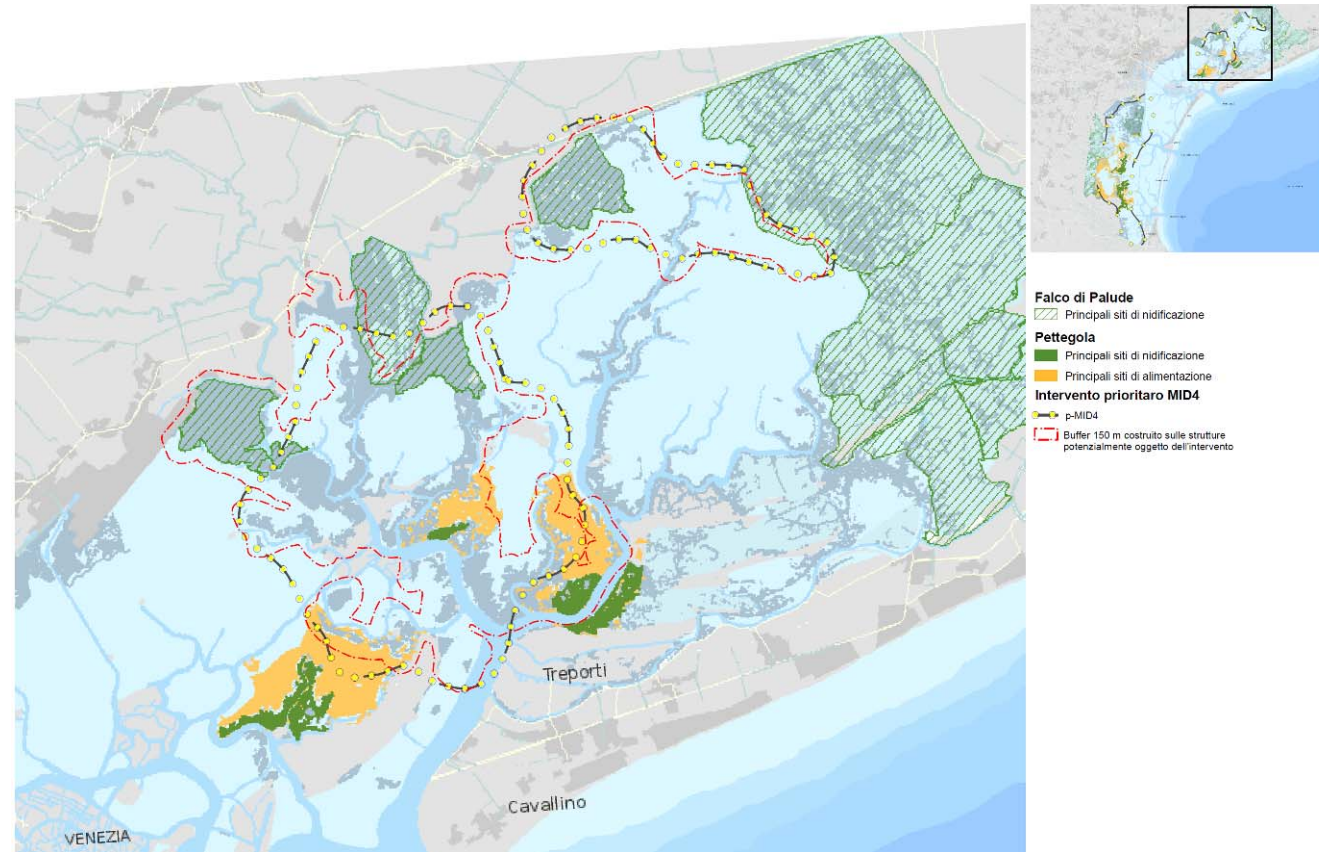 Treporti
Cavallino
VENEZIA
Falco di Palude
Principali siti di nidificazione
Pettegola
Principali siti di nidificazione
Principali siti di alimentazione
Intervento prioritaro MID4
p-MID4
Buffer 150 m costruito sulle strutture
potenzialmente oggetto dell'intervento